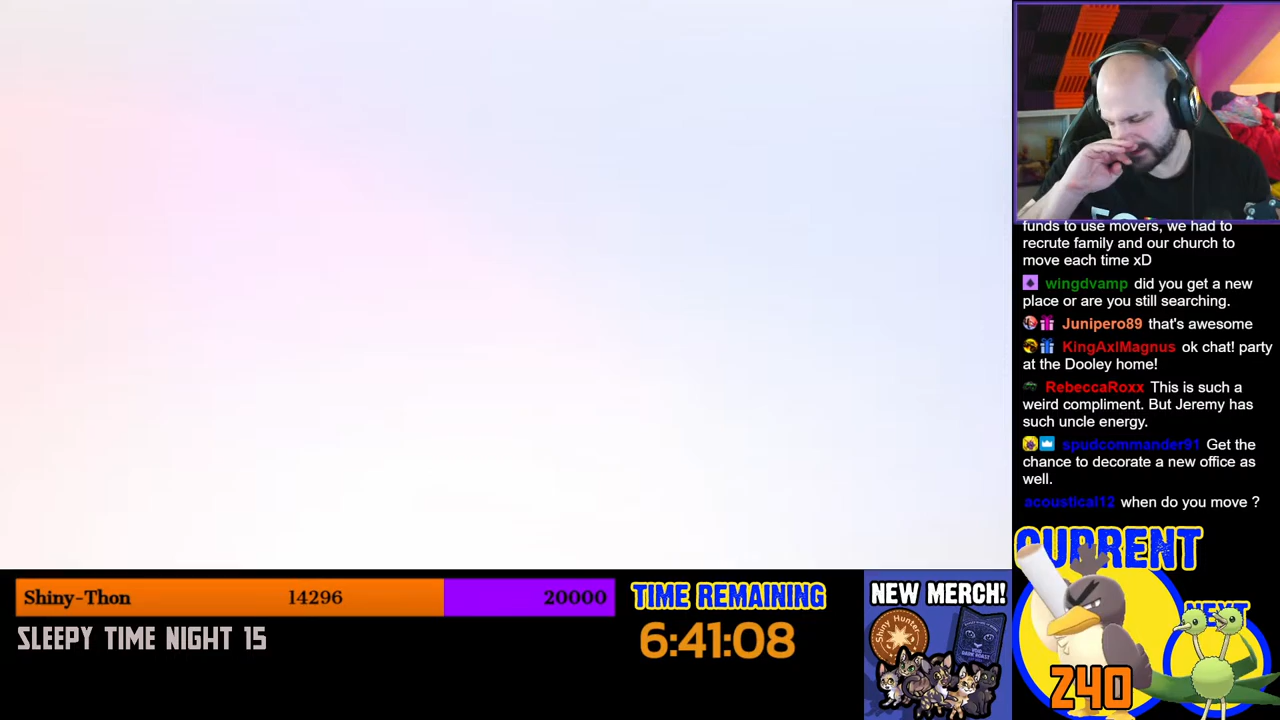 funds to use movers, we had to
recrute family and our church to
move each time xD
wingdvamp did you get a new
place or are you still searching.
Junipero89 that's awesome
KingAxlMagnus ok chat! party
at the Dooley home!
RebeccaRoxx This is such a
weird compliment. But Jeremy has
such uncle energy.
spudcommander91 Get the
chance to decorate a new office as
well.
acoustical12 when do you move ?
CURRENT
NEXT
240
Shiny-Thon 14296 20000
SLEEPY TIME NIGHT 15
TIME REMAINING
6:41:08
NEW MERCH!
Shiny
Hunter
DARK ROAST